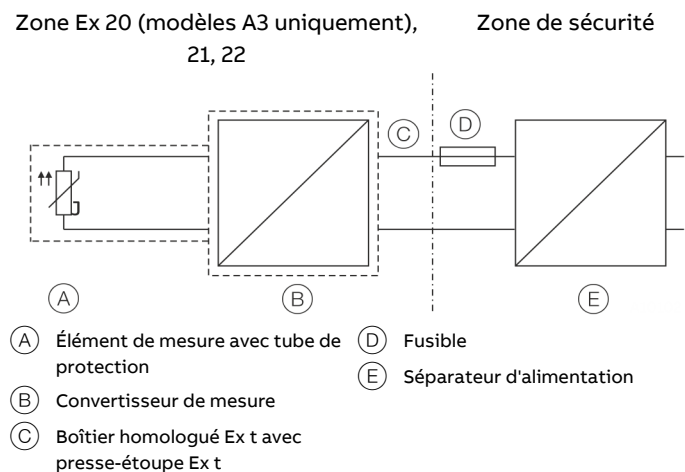 Zone Ex 20 (modèles A3 uniquement),
21, 22
Zone de sécurité
C
D
A
B
E
A Élément de mesure avec tube de
protection
B Convertisseur de mesure
C Boîtier homologué Ex t avec
presse-étoupe Ex t
D Fusible
E Séparateur d'alimentation